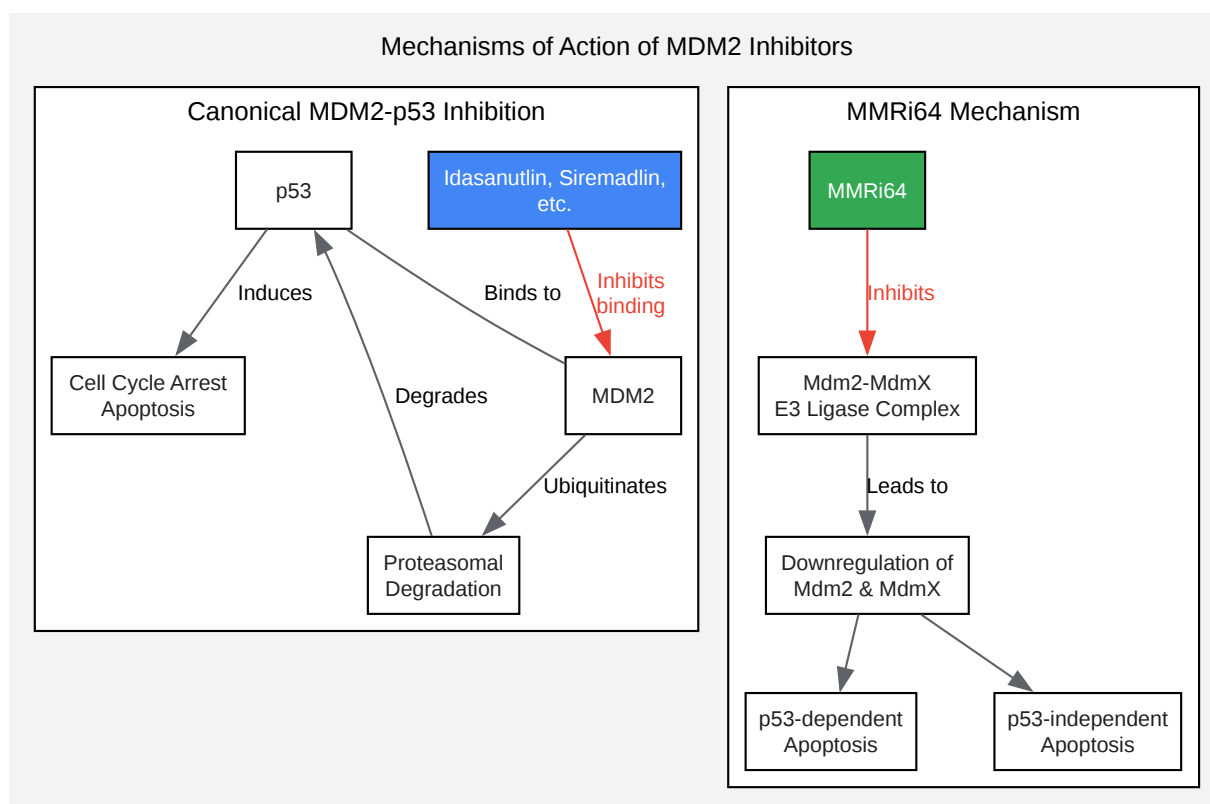 Mechanisms of Action of MDM2 Inhibitors
Canonical MDM2-p53 Inhibition
p53
Idasanutlin, Siremadlin,
etc.
Induces
Binds to
Inhibits
binding
Cell Cycle Arrest
Apoptosis
Degrades
MDM2
Ubiquitinates
Proteasomal
Degradation
MMRi64 Mechanism
MMRi64
Inhibits
Mdm2-MdmX
E3 Ligase Complex
Leads to
Downregulation of
Mdm2 & MdmX
p53-dependent
Apoptosis
p53-independent
Apoptosis